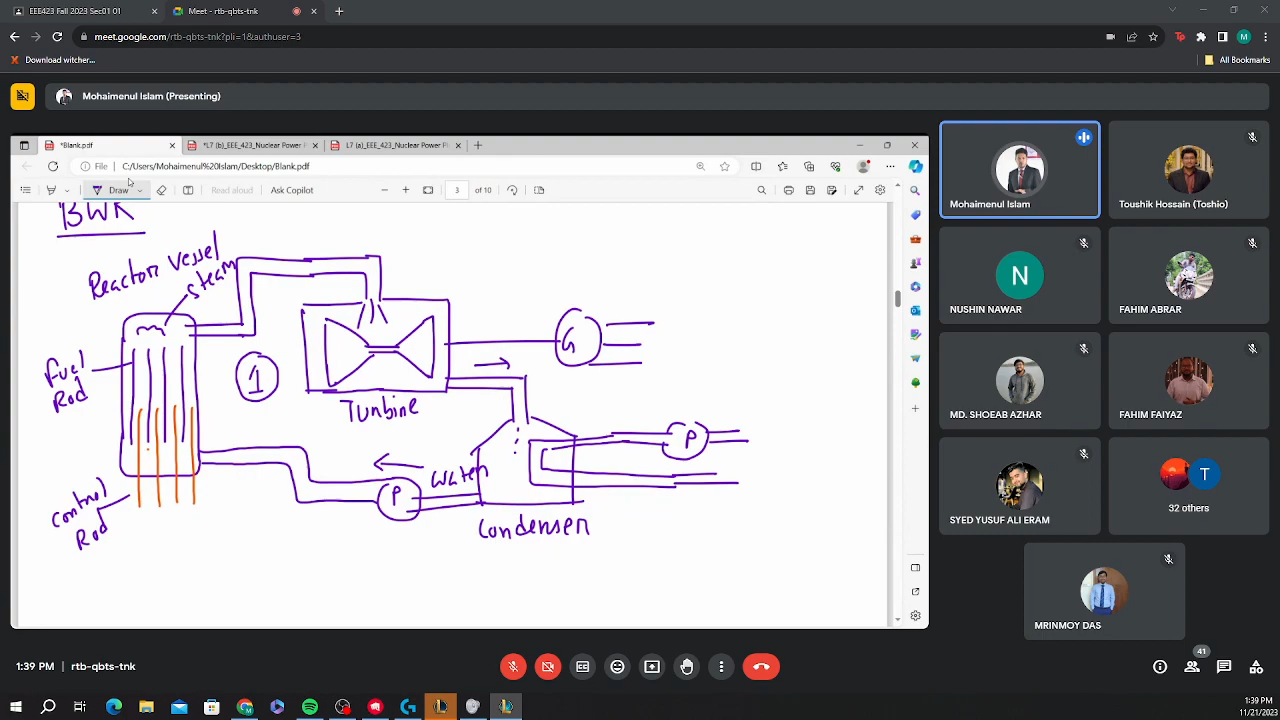 EEE423 Fall 2023 Sec01 01
Meet - rtb-qbts-tnk
meet.google.com/rtb-qbts-tnk?pli=1&authuser=3
Tp
M
Download witcher...
All Bookmarks
Mohaimenul Islam (Presenting)
*Blank.pdf
*L7 (b)_EEE_423_Nuclear Power P
L7 (a)_EEE_423_Nuclear Power Pl
File
C:/Users/Mohaimenul%20Islam/Desktop/Blank.pdf
Draw
Read aloud
Ask Copilot
3
of 10
BWR
Reactor Vessel
steam
Fuel
Rod
1
Turbine
G
P
Water
P
Control
Rod
Condenser
Mohaimenul Islam
Toushik Hossain (Toshio)
N
NUSHIN NAWAR
FAHIM ABRAR
MD. SHOEAB AZHAR
FAHIM FAIYAZ
SYED YUSUF ALI ERAM
T
32 others
MRINMOY DAS
1:39 PM
rtb-qbts-tnk
41
1:39 PM
11/21/2023